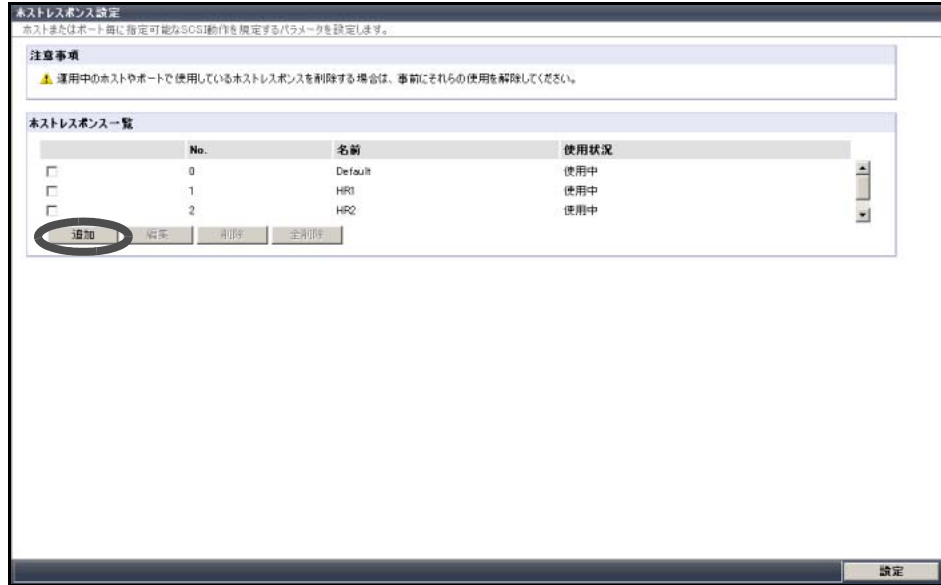 ホストレスポンス設定
ホストまたはポート毎に指定可能なSCSI動作を規定するパラメータを設定します。
注意事項
運用中のホストやポートで使用しているホストレスポンスを削除する場合は、事前にそれらの使用を解除してください。
ホストレスポンス一覧
No. 名前 使用状況
0 Default 使用中
1 HR1 使用中
2 HR2 使用中
追加 編集 削除 全削除
設定